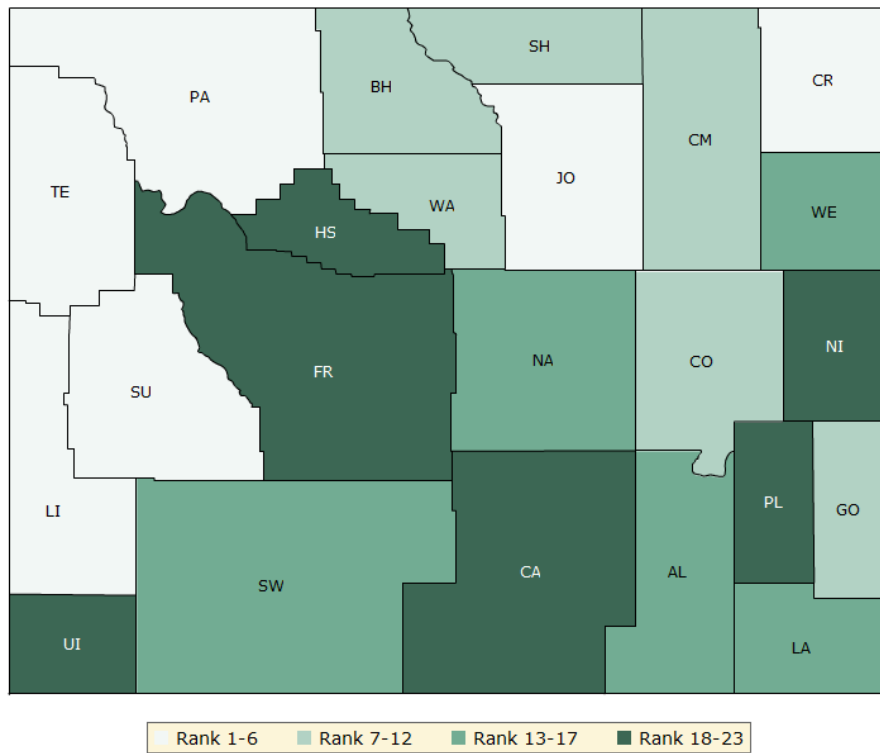 SH
BH
CR
PA
CM
JO
TE
WA
WE
HS
NI
NA
CO
FR
SU
PL
GO
LI
CA
AL
SW
UI
LA
Rank 1-6 Rank 7-12 Rank 13-17 Rank 18-23